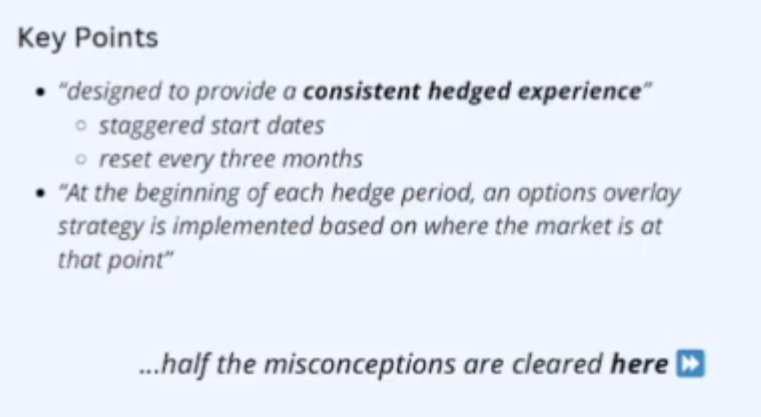 Key Points
• “designed to provide a consistent hedged experience”
○ staggered start dates
○ reset every three months
• “At the beginning of each hedge period, an options overlay
strategy is implemented based on where the market is at
that point”
...half the misconceptions are cleared here ⏩